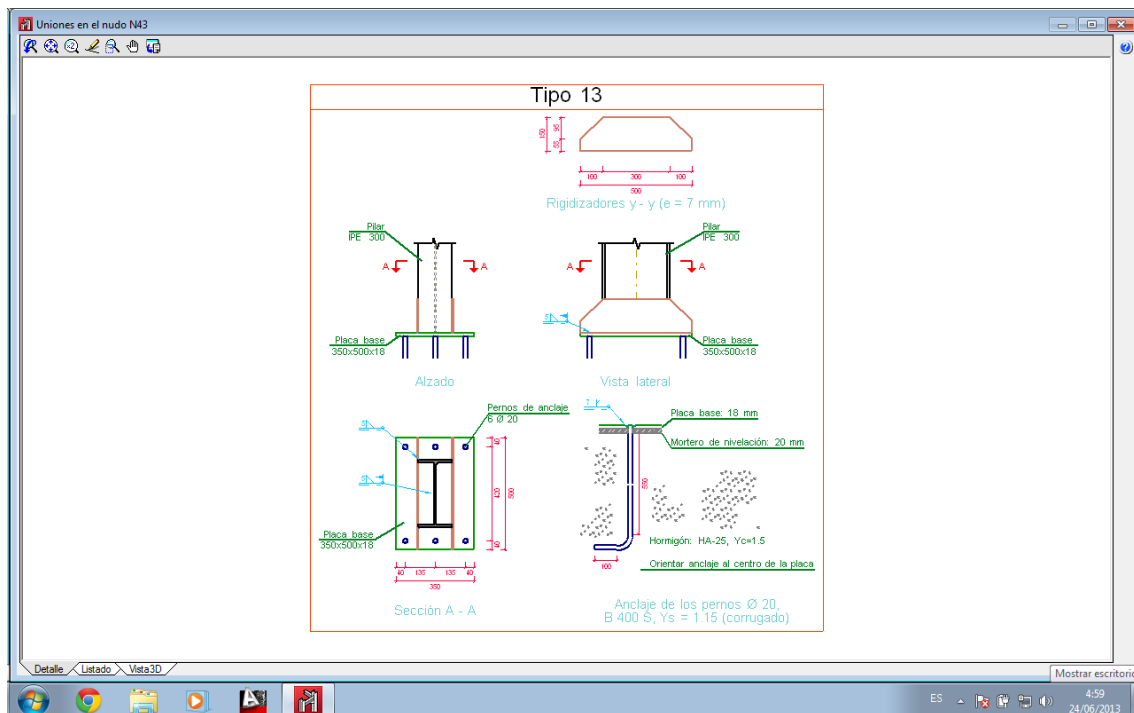 Uniones en el nudo N43
Tipo 13
150
95
55
100
300
100
500
Rigidizadores y - y (e = 7 mm)
Pilar
IPE 300
A
A
Placa base
350x500x18
Alzado
Pilar
IPE 300
A
A
5
Placa base
350x500x18
Vista lateral
Pernos de anclaje
6 Ø 20
5
5
40
420
500
40
Placa base
350x500x18
40
135
135
40
350
Sección A - A
7
Placa base: 18 mm
Mortero de nivelación: 20 mm
550
Hormigón: HA-25, Yc=1.5
100
Orientar anclaje al centro de la placa
Anclaje de los pernos Ø 20,
B 400 S, Ys = 1.15 (corrugado)
Detalle
Listado
Vista3D
Mostrar escritorio
ES
4:59
24/06/2013